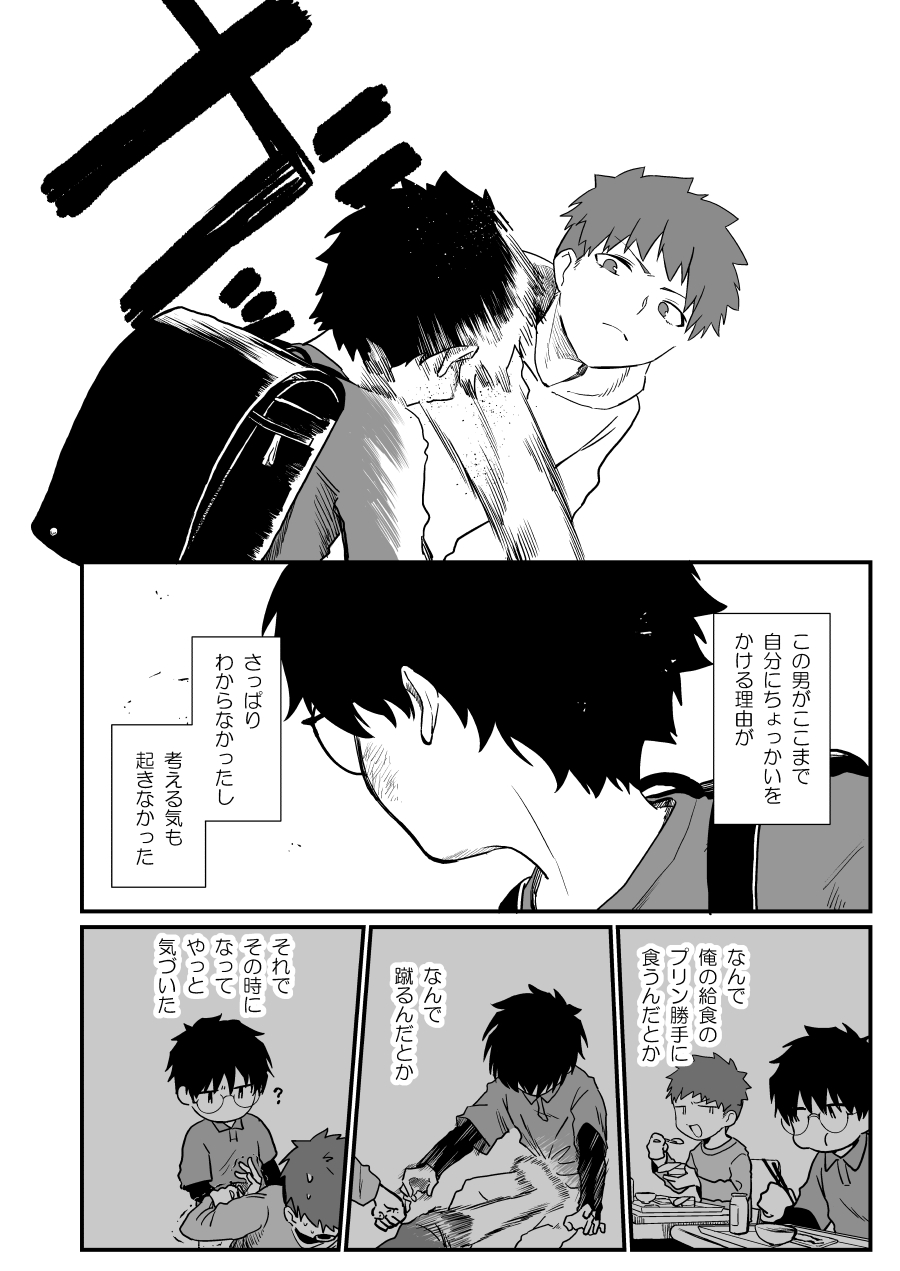 ザッ
この男がここまで
自分にちょっかいを
かける理由が
さっぱり
わからなかったし
考える気も
起きなかった
なんで
俺の給食の
プリン勝手に
食うんだとか
なんで
蹴るんだとか
それで
その時に
なって
やっと
気づいた
?